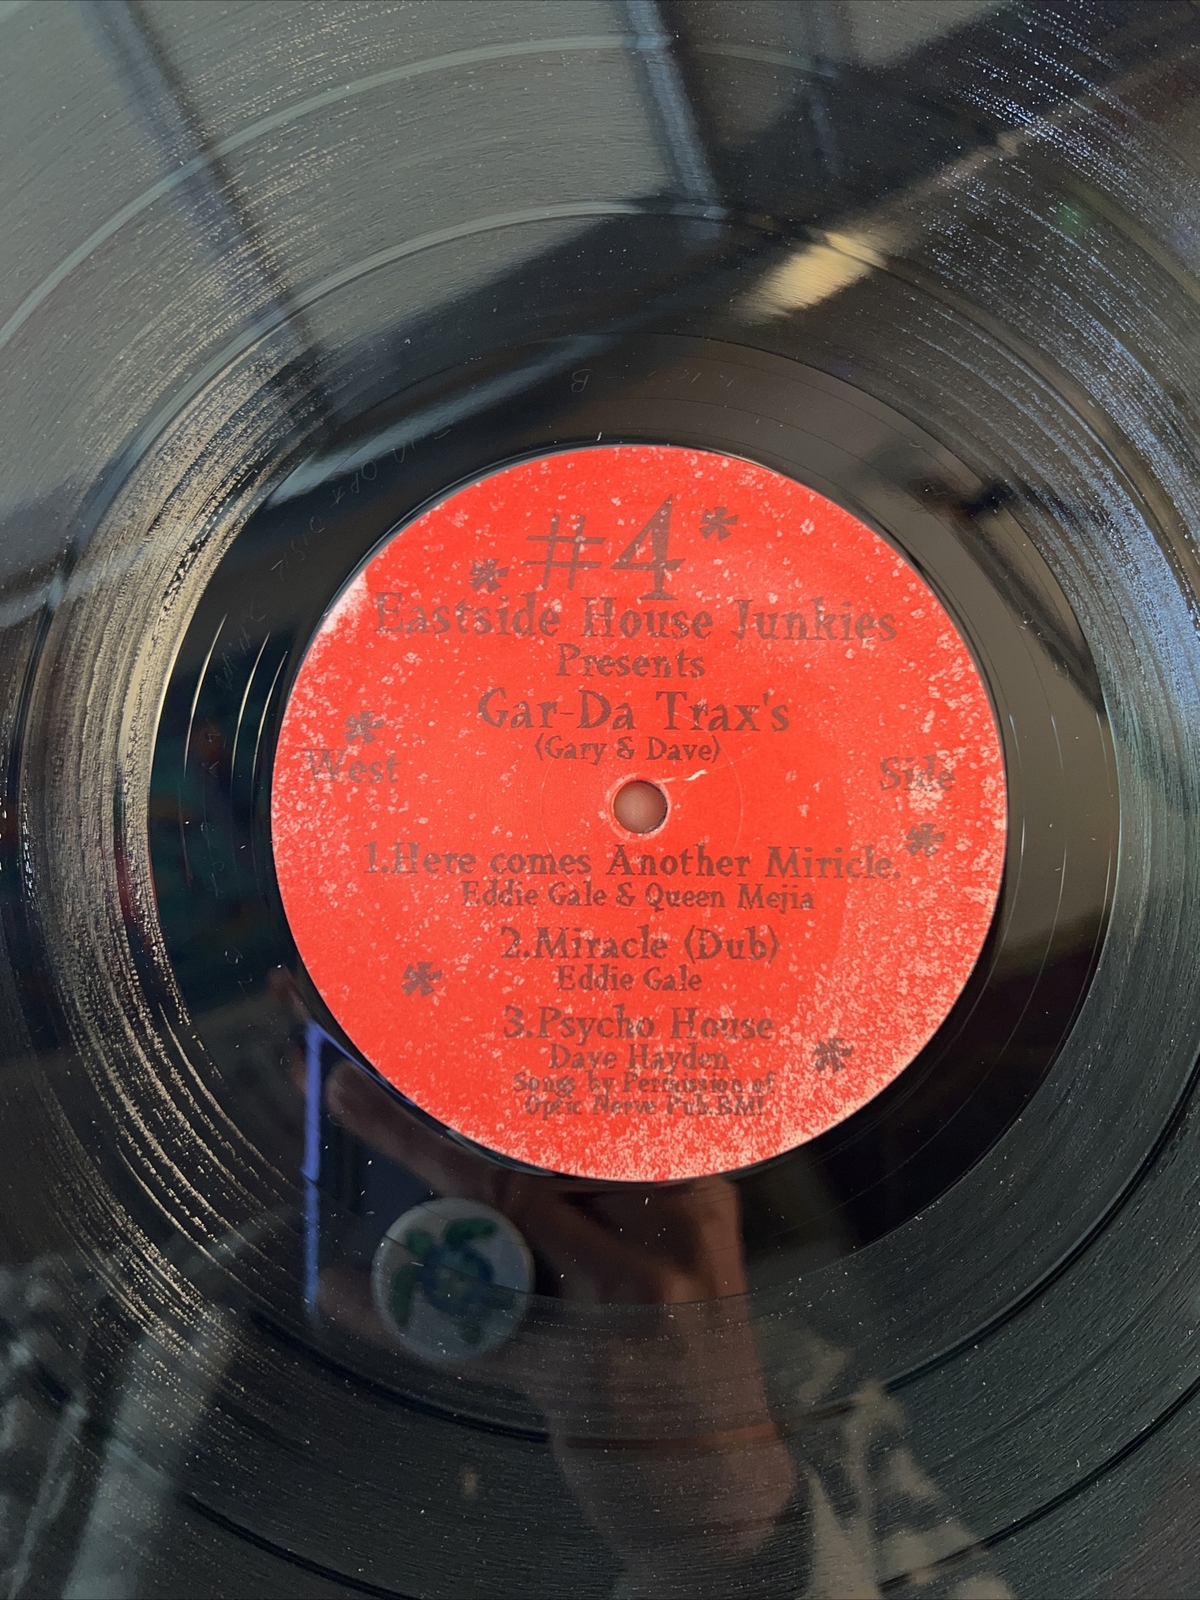 #4
Eastside House Junkies
Presents
Gar-Da Trax's
(Gary & Dave)
West Side
1.Here comes Another Miricle.
Eddie Gale & Queen Mejia
2.Miracle (Dub)
Eddie Gale
3.Psycho House
Dave Hayden
Songs by Permission of
Optic Nerve Pub.BMI